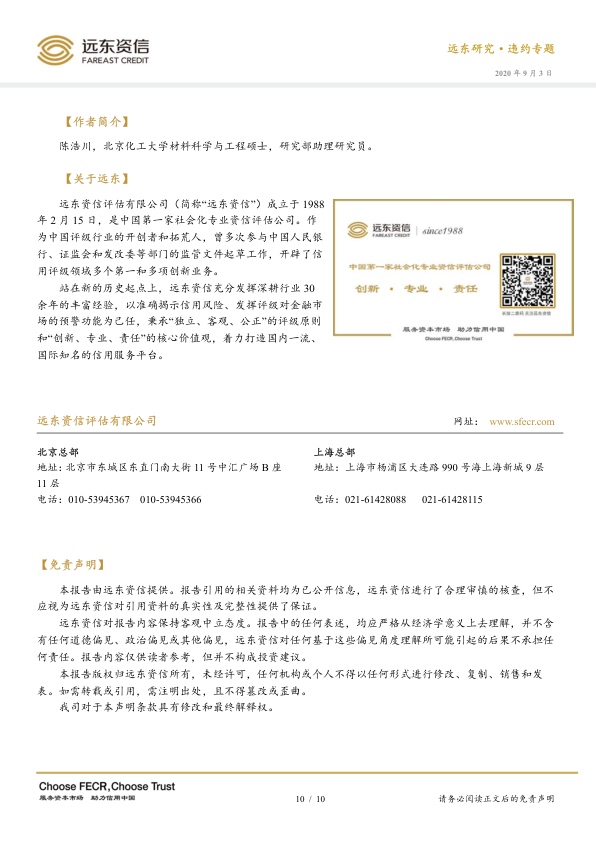 远东资信
FAREAST CREDIT
远东研究·违约专题
2020 年 9 月 3 日
【作者简介】
陈浩川，北京化工大学材料科学与工程硕士，研究部助理研究员。
【关于远东】
远东资信评估有限公司（简称“远东资信”）成立于 1988
年 2 月 15 日，是中国第一家社会化专业资信评估公司。作
为中国评级行业的开创者和拓荒人，曾多次参与中国人民银
行、证监会和发改委等部门的监管文件起草工作，开辟了信
用评级领域多个第一和多项创新业务。
站在新的历史起点上，远东资信充分发挥深耕行业 30
余年的丰富经验，以准确揭示信用风险、发挥评级对金融市
场的预警功能为己任，秉承“独立、客观、公正”的评级原则
和“创新、专业、责任”的核心价值观，着力打造国内一流、
国际知名的信用服务平台。
远东资信
FAREAST CREDIT
since1988
中国第一家社会化专业资信评估公司
创新 · 专业 · 责任
长按二维码 关注远东资信
服务资本市场 助力信用中国
Choose FECR, Choose Trust
远东资信评估有限公司
网址： www.sfecr.com
北京总部
地址：北京市东城区东直门南大街 11 号中汇广场 B 座
11 层
电话：010-53945367 010-53945366
上海总部
地址：上海市杨浦区大连路 990 号海上海新城 9 层
电话：021-61428088 021-61428115
【免责声明】
本报告由远东资信提供。报告引用的相关资料均为已公开信息，远东资信进行了合理审慎的核查，但不
应视为远东资信对引用资料的真实性及完整性提供了保证。
远东资信对报告内容保持客观中立态度。报告中的任何表述，均应严格从经济学意义上去理解，并不含
有任何道德偏见、政治偏见或其他偏见，远东资信对任何基于这些偏见角度理解所可能引起的后果不承担任
何责任。报告内容仅供读者参考，但并不构成投资建议。
本报告版权归远东资信所有，未经许可，任何机构或个人不得以任何形式进行修改、复制、销售和发
表。如需转载或引用，需注明出处，且不得篡改或歪曲。
我司对于本声明条款具有修改和最终解释权。
Choose FECR,Choose Trust
服务资本市场 助力信用中国
10 / 10
请务必阅读正文后的免责声明